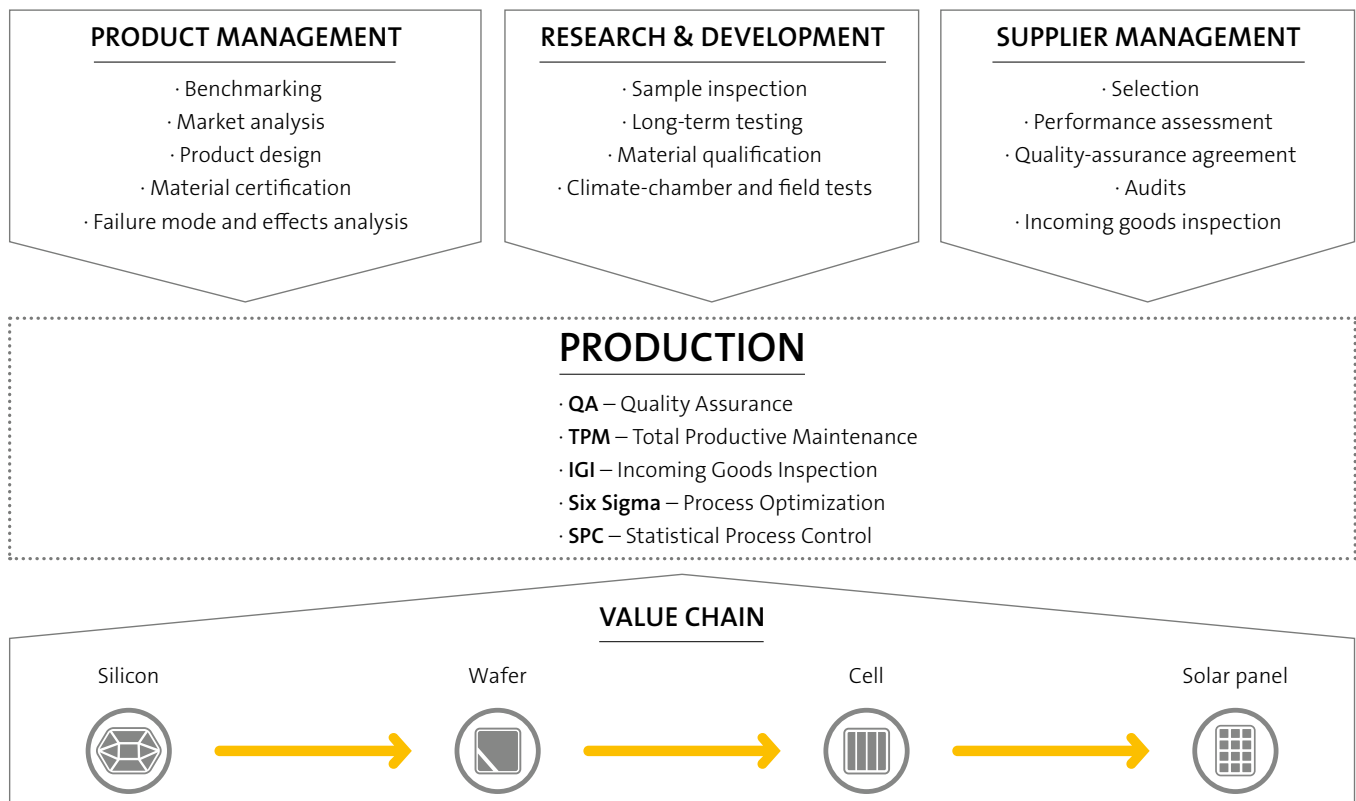 PRODUCT MANAGEMENT
· Benchmarking
· Market analysis
· Product design
· Material certification
· Failure mode and effects analysis
RESEARCH & DEVELOPMENT
· Sample inspection
· Long-term testing
· Material qualification
· Climate-chamber and field tests
SUPPLIER MANAGEMENT
· Selection
· Performance assessment
· Quality-assurance agreement
· Audits
· Incoming goods inspection
PRODUCTION
· QA – Quality Assurance
· TPM – Total Productive Maintenance
· IGI – Incoming Goods Inspection
· Six Sigma – Process Optimization
· SPC – Statistical Process Control
VALUE CHAIN
Silicon
Wafer
Cell
Solar panel